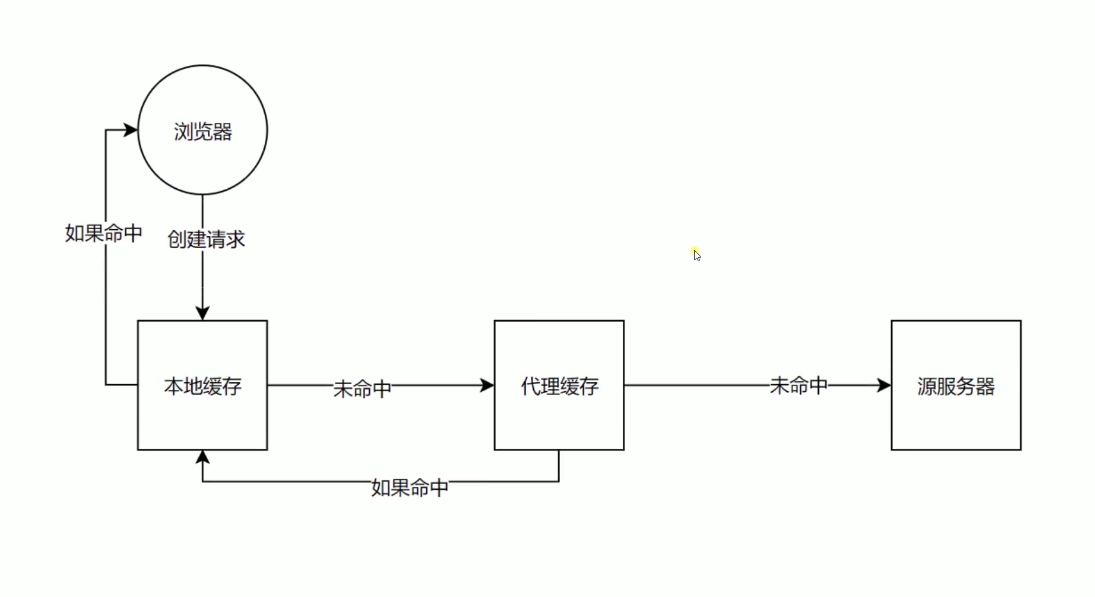 浏览器
如果命中
创建请求
本地缓存
未命中
代理缓存
未命中
源服务器
如果命中